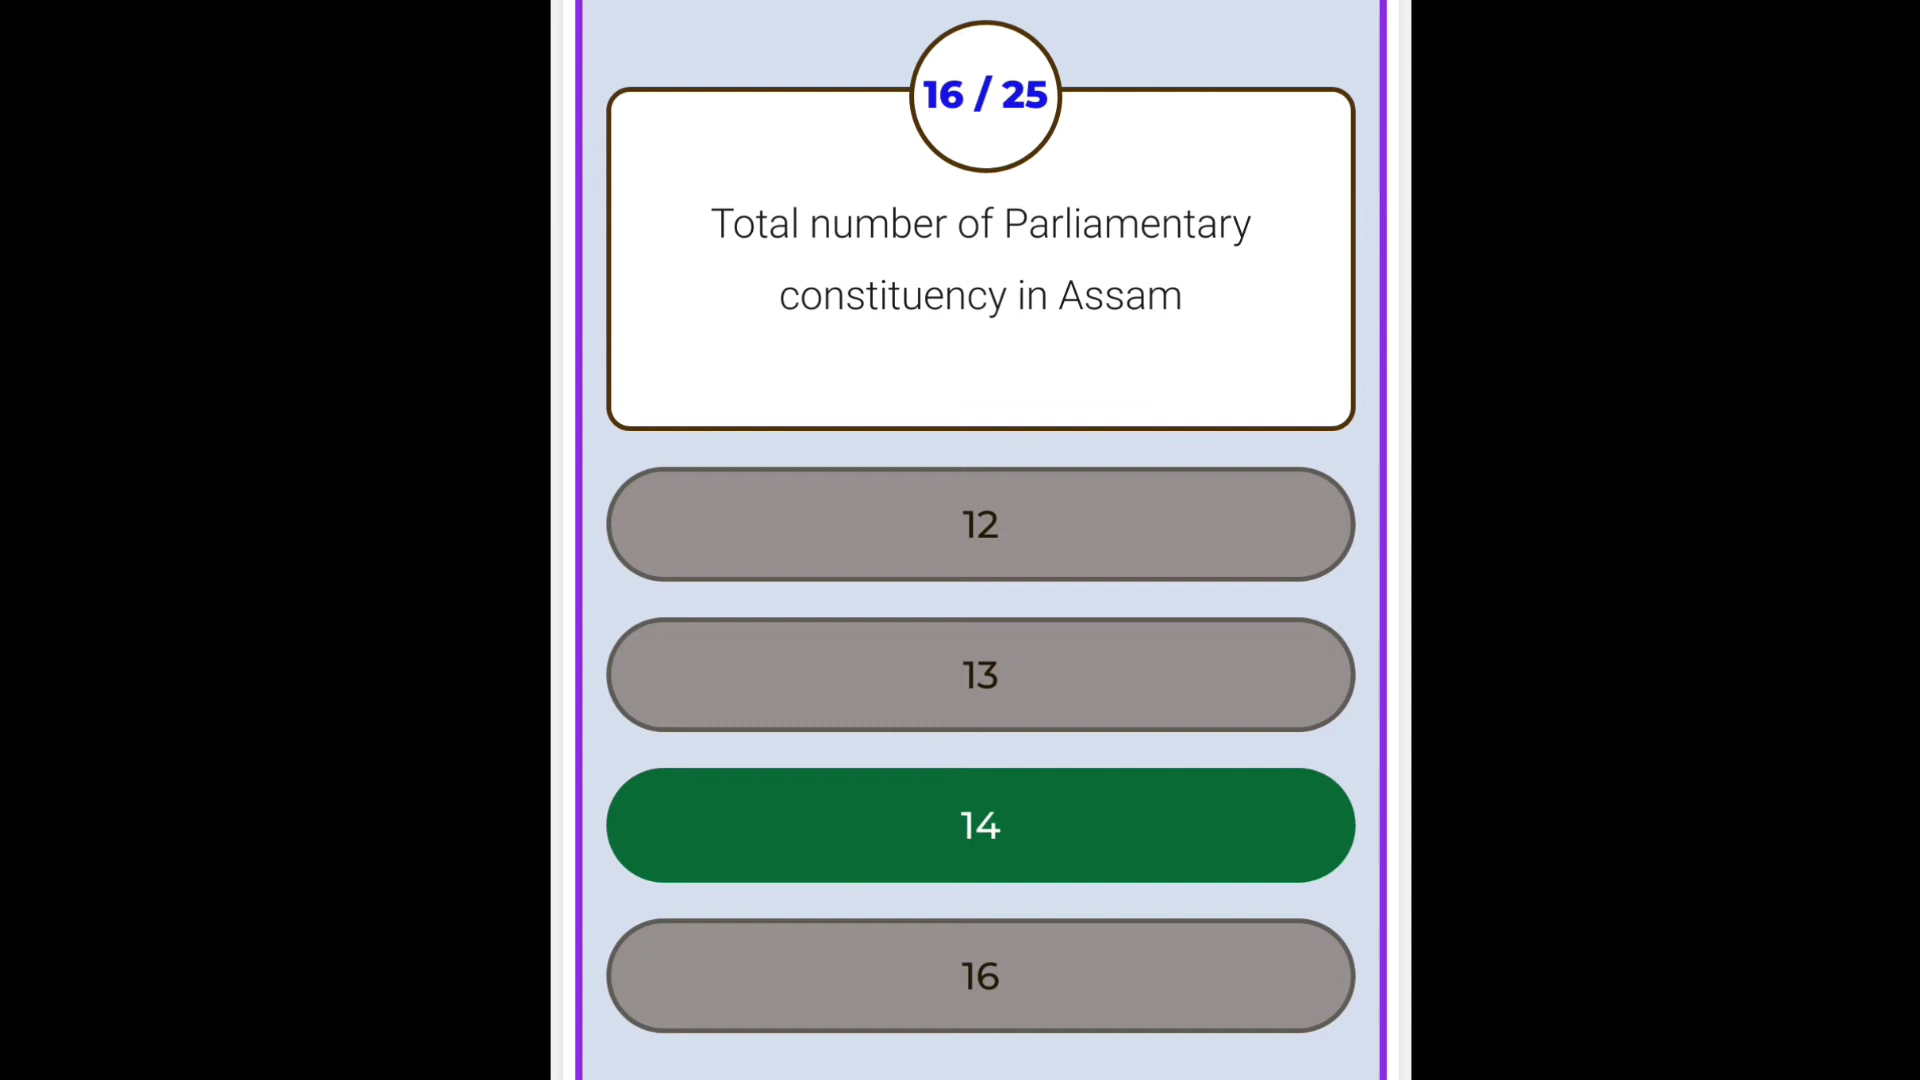 16 / 25
Total number of Parliamentary
constituency in Assam
12
13
14
16